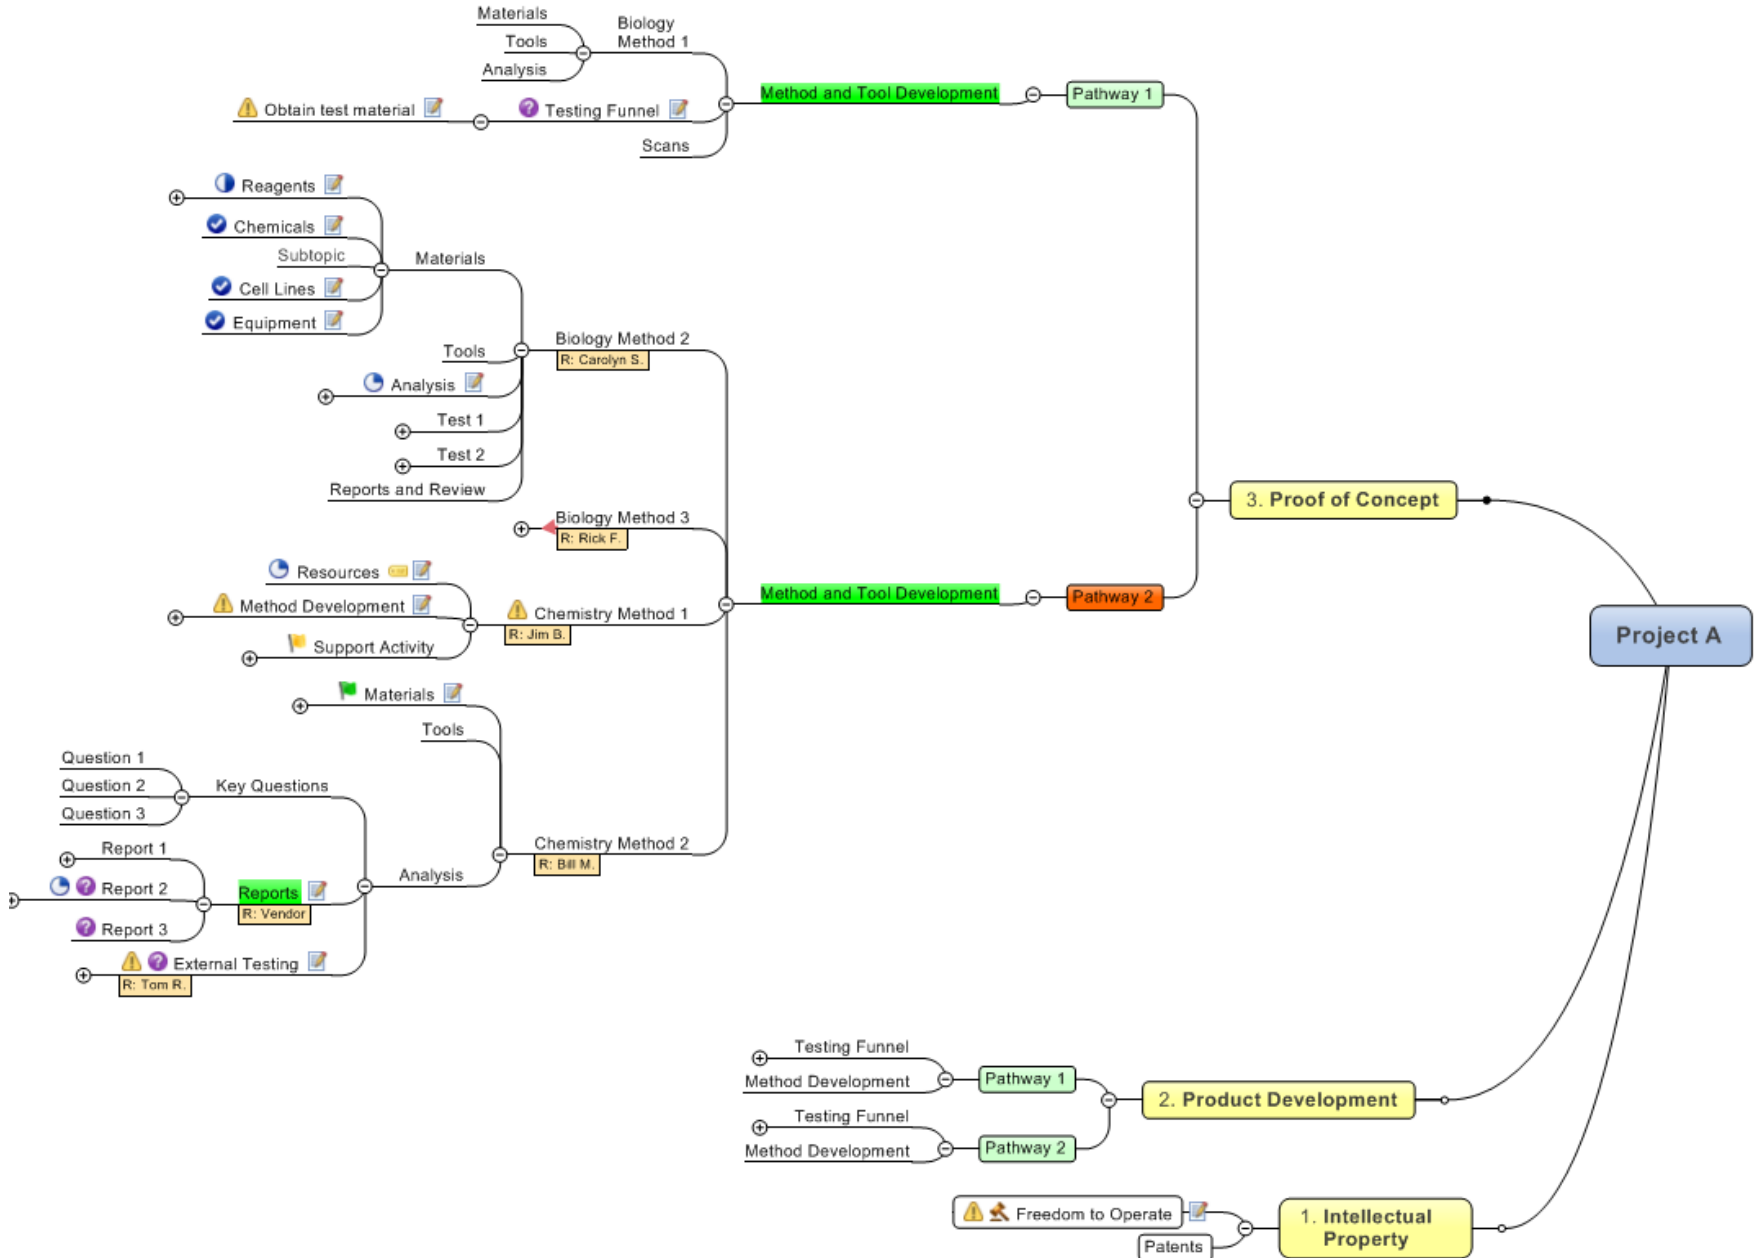 Project A
3. Proof of Concept
Pathway 1
Method and Tool Development
Biology
Method 1
Materials
Tools
Analysis
Testing Funnel
Obtain test material
Scans
Pathway 2
Method and Tool Development
Biology Method 2
R: Carolyn S.
Materials
Reagents
Chemicals
Subtopic
Cell Lines
Equipment
Tools
Analysis
Test 1
Test 2
Reports and Review
Biology Method 3
R: Rick F.
Chemistry Method 1
R: Jim B.
Resources
Method Development
Support Activity
Chemistry Method 2
R: Bill M.
Materials
Tools
Analysis
Key Questions
Question 1
Question 2
Question 3
Reports
R: Vendor
Report 1
Report 2
Report 3
External Testing
R: Tom R.
2. Product Development
Pathway 1
Testing Funnel
Method Development
Pathway 2
Testing Funnel
Method Development
1. Intellectual
Property
Freedom to Operate
Patents